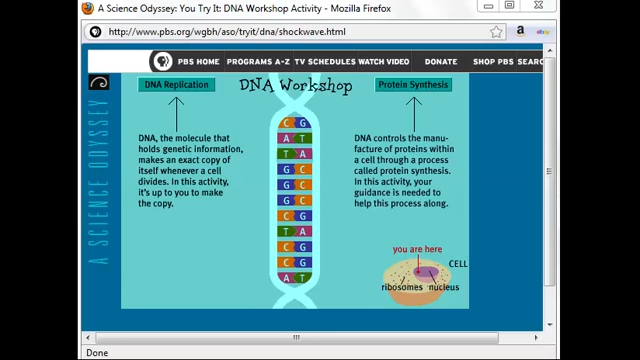 A Science Odyssey: You Try It: DNA Workshop Activity - Mozilla Firefox
http://www.pbs.org/wgbh/aso/tryit/dna/shockwave.html
PBS HOME PROGRAMS A-Z TV SCHEDULES WATCH VIDEO DONATE SHOP PBS SEARC
A SCIENCE ODYSSEY
DNA Replication
DNA Workshop
Protein Synthesis
DNA, the molecule that
holds genetic information,
makes an exact copy of
itself whenever a cell
divides. In this activity,
it's up to you to make
the copy.
C G
A T
T A
G C
G C
G C
C G
T A
C G
C G
A T
DNA controls the manu-
facture of proteins within
a cell through a process
called protein synthesis.
In this activity, your
guidance is needed to
help this process along.
you are here
CELL
ribosomes nucleus
Done